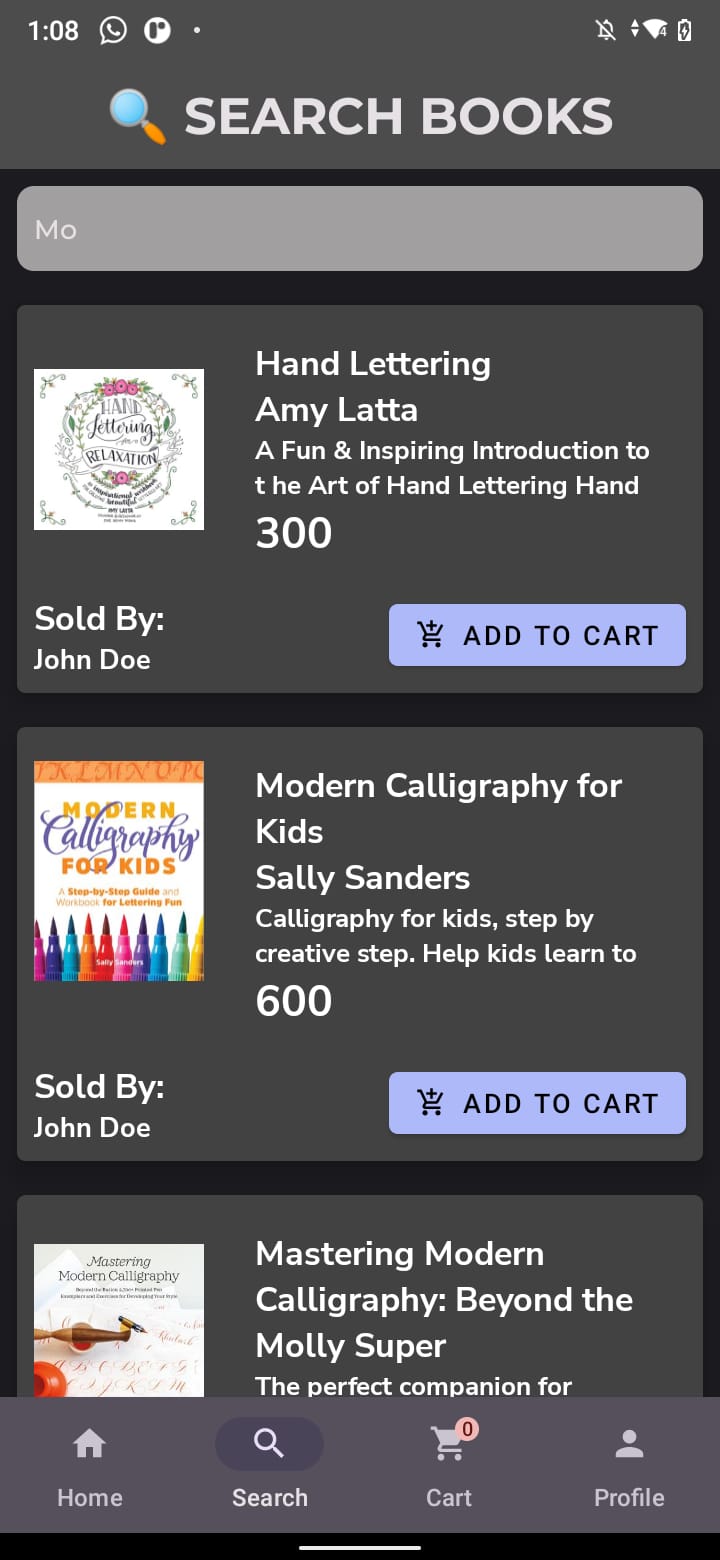 1:08
4
SEARCH BOOKS
Mo
HAND
Lettering
for
RELAXATION
AMY LATTA
Hand Lettering
Amy Latta
A Fun & Inspiring Introduction to
t he Art of Hand Lettering Hand
300
Sold By:
John Doe
ADD TO CART
MODERN
Calligraphy
FOR KIDS
A Step-by-Step Guide and
Workbook for Lettering Fun
Sally Sanders
Modern Calligraphy for
Kids
Sally Sanders
Calligraphy for kids, step by
creative step. Help kids learn to
600
Sold By:
John Doe
ADD TO CART
Mastering
Modern Calligraphy
Mastering Modern
Calligraphy: Beyond the
Molly Super
The perfect companion for
0
Home
Search
Cart
Profile